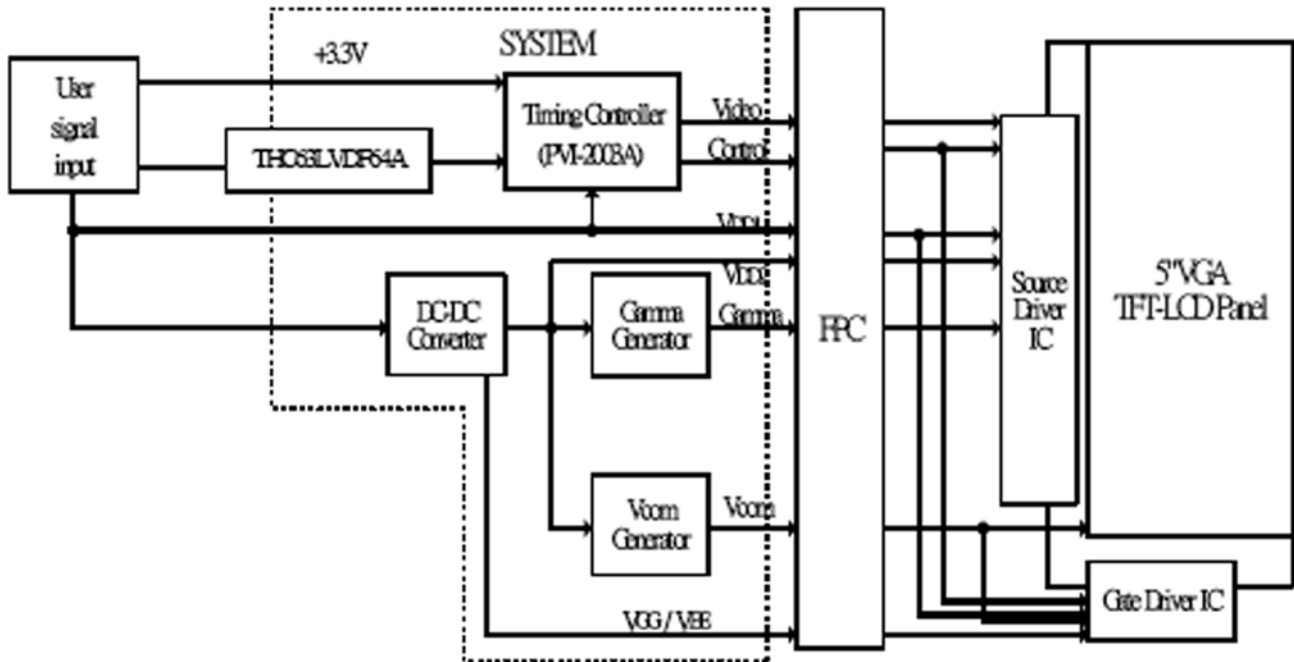 SYSTEM
+3.3V
User
signal
input
Timing Controller
(PVI-2003A)
Video
Control
VDD1
VDD2
DC-DC
Converter
Gamma
Generator
Gamma
FPC
Source
Driver
IC
5"VGA
TFT-LCD Panel
Vcom
Generator
Vcom
VGG / VEE
Gate Driver IC